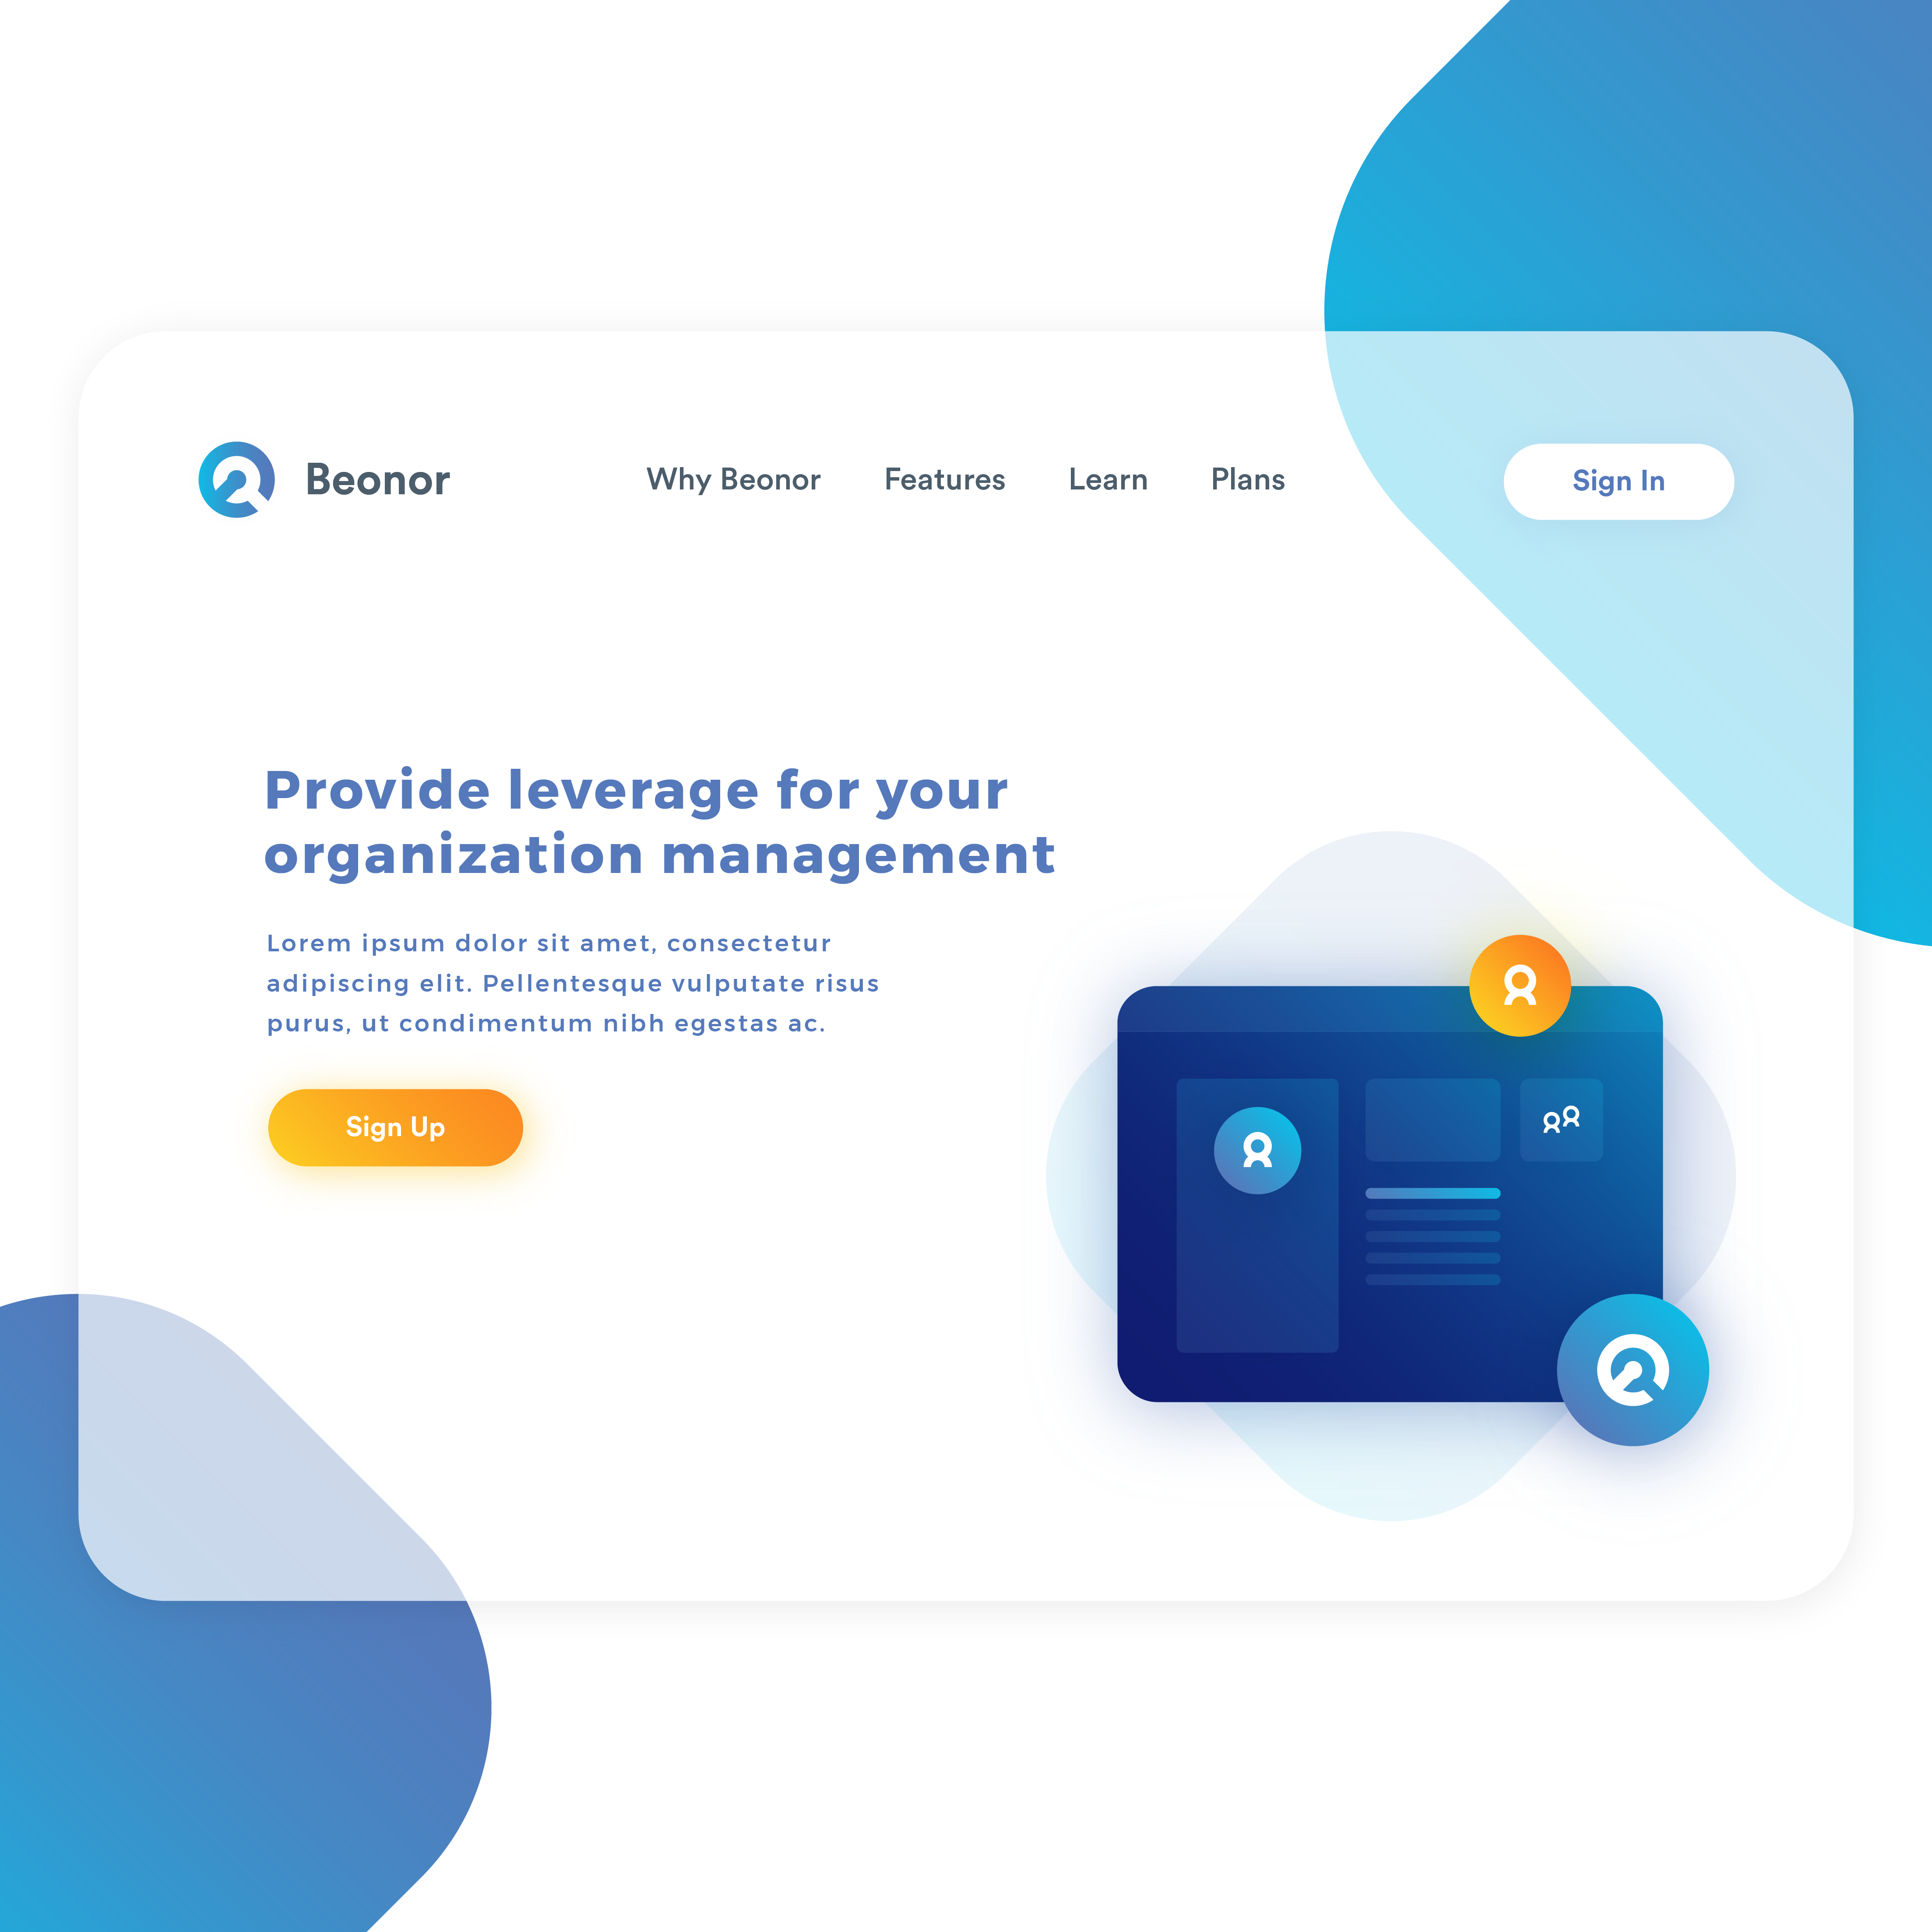 Beonor
Why Beonor
Features
Learn
Plans
Sign In
Provide leverage for your
organization management
Lorem ipsum dolor sit amet, consectetur
adipiscing elit. Pellentesque vulputate risus
purus, ut condimentum nibh egestas ac.
Sign Up